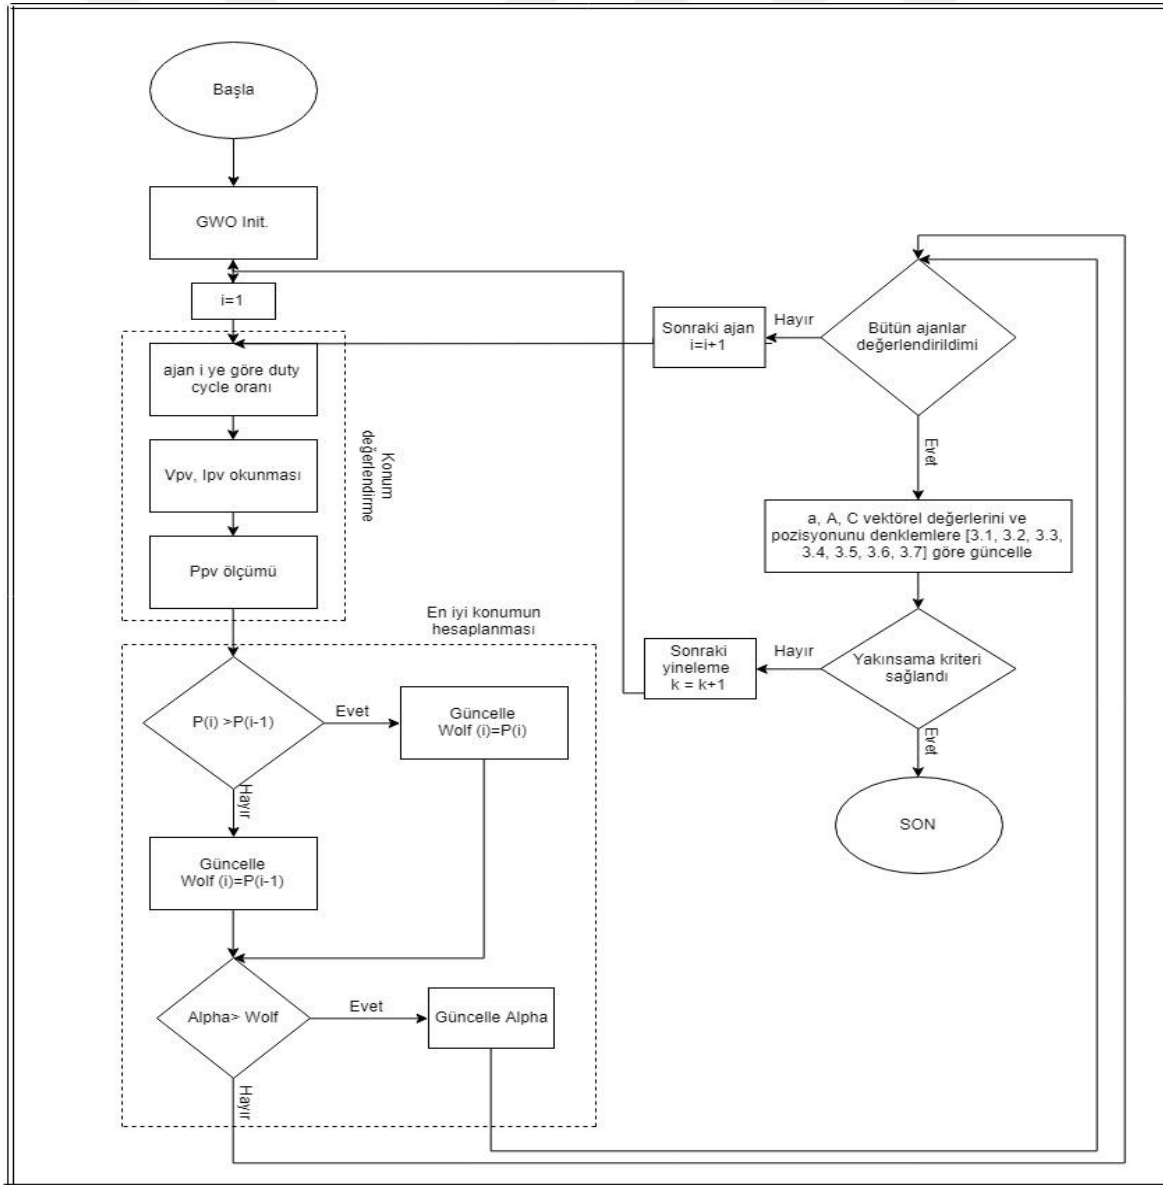 Başla
GWO Init.
i=1
ajan i ye göre duty
cycle oranı
Vpv, Ipv okunması
Ppv ölçümü
Konum
değerlendirme
En iyi konumun
hesaplanması
P(i) >P(i-1)
Evet
Güncelle
Wolf (i)=P(i)
Hayır
Güncelle
Wolf (i)=P(i-1)
Alpha> Wolf
Evet
Güncelle Alpha
Hayır
Bütün ajanlar
değerlendirildimi
Hayır
Sonraki ajan
i=i+1
Evet
a, A, C vektörel değerlerini ve
pozisyonunu denklemlere [3.1, 3.2, 3.3,
3.4, 3.5, 3.6, 3.7] göre güncelle
Yakınsama kriteri
sağlandı
Hayır
Sonraki
yineleme
k = k+1
Evet
SON